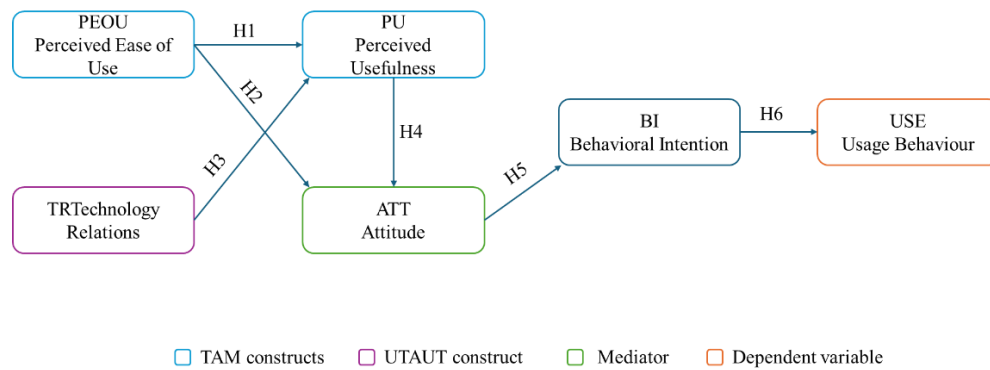 PEOU
Perceived Ease of
Use
H1
PU
Perceived
Usefulness
H2
H3
H4
TRTechnology
Relations
ATT
Attitude
H5
BI
Behavioral Intention
H6
USE
Usage Behaviour
TAM constructs
UTAUT construct
Mediator
Dependent variable